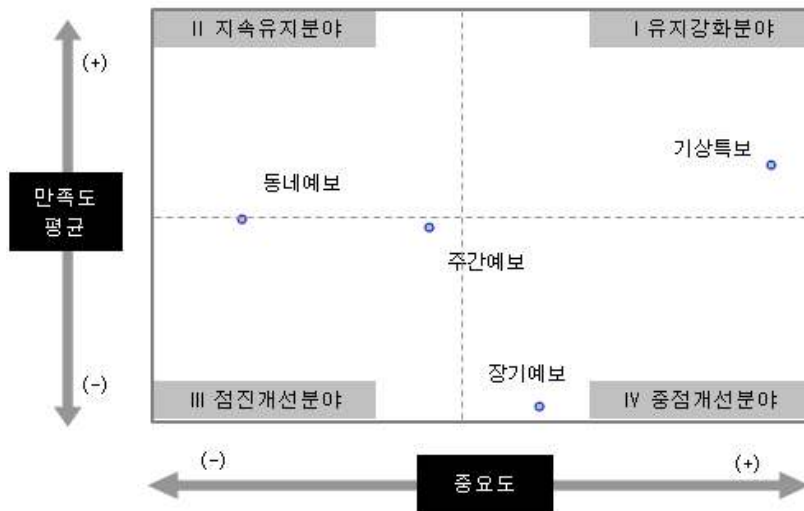 II 지속유지분야
I 유지강화분야
(+)
기상특보
동네예보
만족도
평균
주간예보
장기예보
(-)
III 점진개선분야
IV 중점개선분야
(-)
(+)
중요도